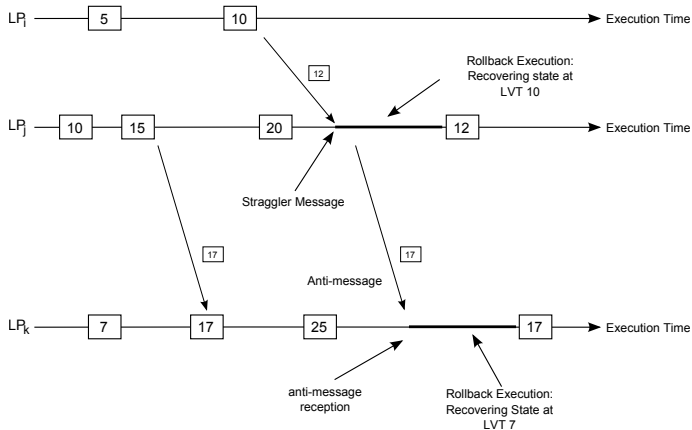 LPi
5
10
Execution Time
12
Rollback Execution:
Recovering state at
LVT 10
LPj
10
15
20
12
Execution Time
Straggler Message
17
17
Anti-message
LPk
7
17
25
17
Execution Time
anti-message
reception
Rollback Execution:
Recovering State at
LVT 7